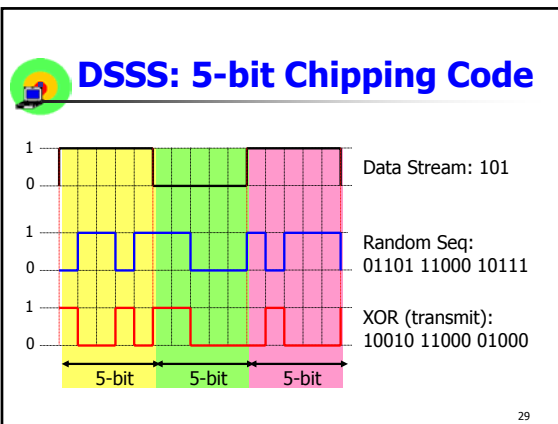 DSSS: 5-bit Chipping Code
1
0
Data Stream: 101
1
0
Random Seq:
01101 11000 10111
1
0
XOR (transmit):
10010 11000 01000
5-bit 5-bit 5-bit
29